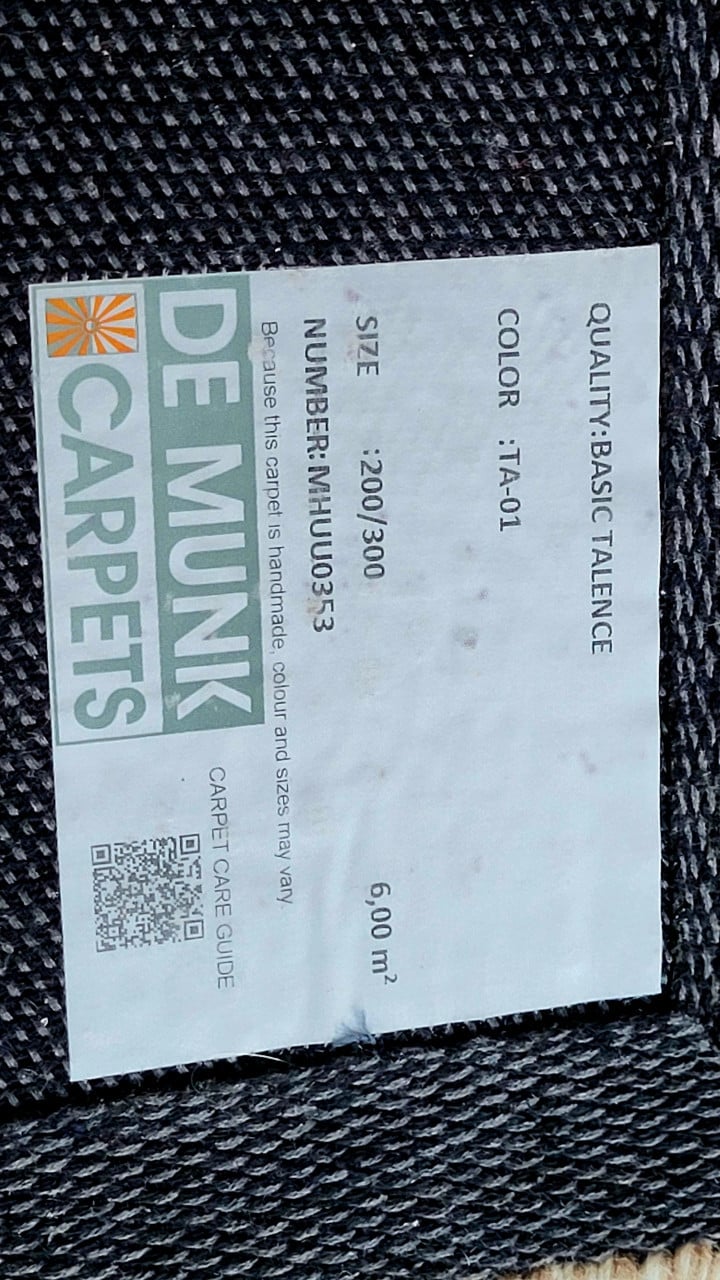 QUALITY:BASIC TALENCE
COLOR :TA-01
SIZE :200/300 6,00 m²
NUMBER:MHUU0353
Because this carpet is handmade, colour and sizes may vary.
DE MUNK
CARPETS
CARPET CARE GUIDE